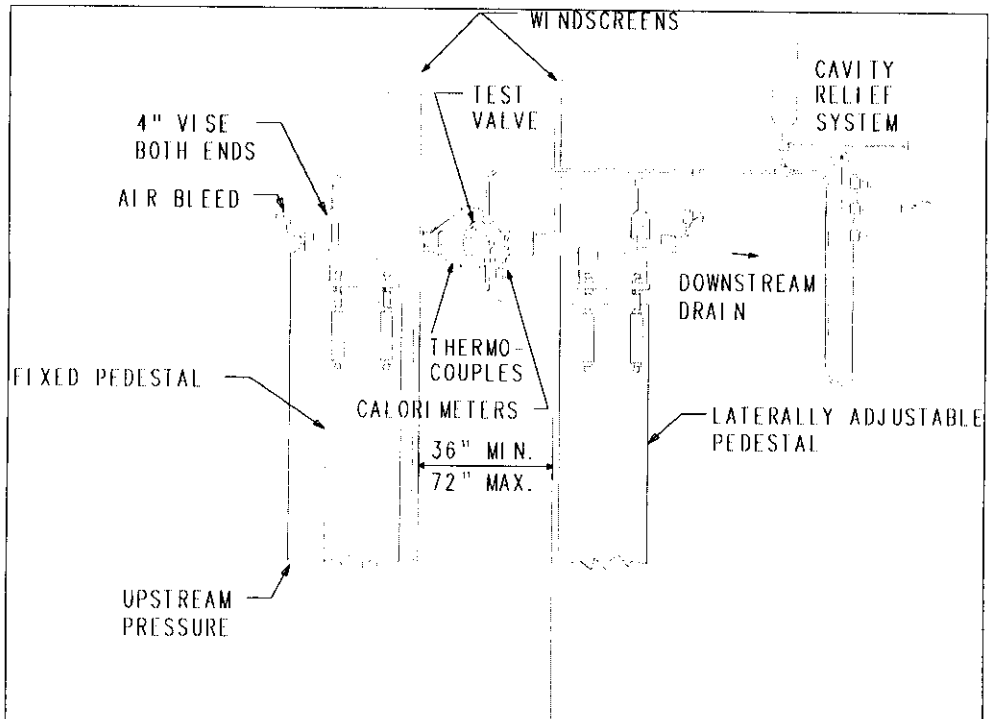 WINDSCREENS
CAVITY
RELIEF
SYSTEM
TEST
VALVE
4" VISE
BOTH ENDS
AIR BLEED
DOWNSTREAM
DRAIN
THERMO-
COUPLES
FIXED PEDESTAL
CALORIMETERS
LATERALLY ADJUSTABLE
PEDESTAL
36" MIN.
72" MAX.
UPSTREAM
PRESSURE